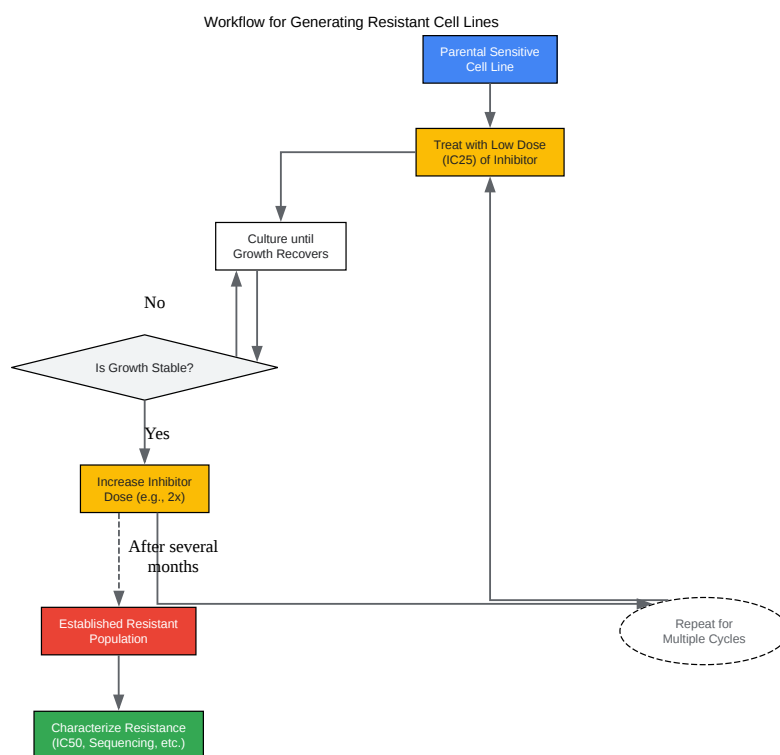 Workflow for Generating Resistant Cell Lines
Parental Sensitive
Cell Line
Treat with Low Dose
(IC25) of Inhibitor
Culture until
Growth Recovers
No
Is Growth Stable?
Yes
Increase Inhibitor
Dose (e.g., 2x)
After several
months
Established Resistant
Population
Repeat for
Multiple Cycles
Characterize Resistance
(IC50, Sequencing, etc.)